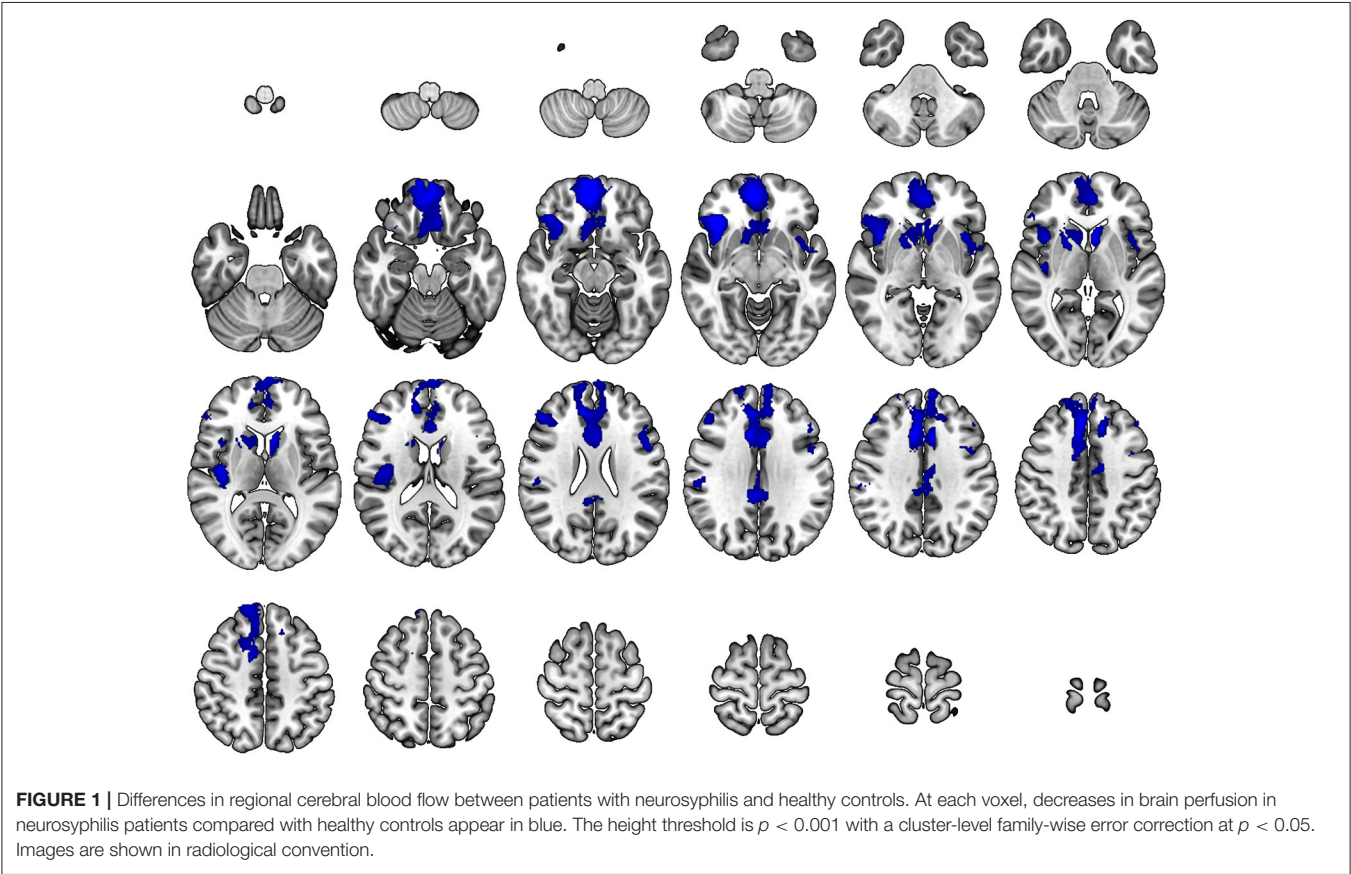 FIGURE 1 | Differences in regional cerebral blood flow between patients with neurosyphilis and healthy controls. At each voxel, decreases in brain perfusion in
neurosyphilis patients compared with healthy controls appear in blue. The height threshold is p < 0.001 with a cluster-level family-wise error correction at p < 0.05.
Images are shown in radiological convention.